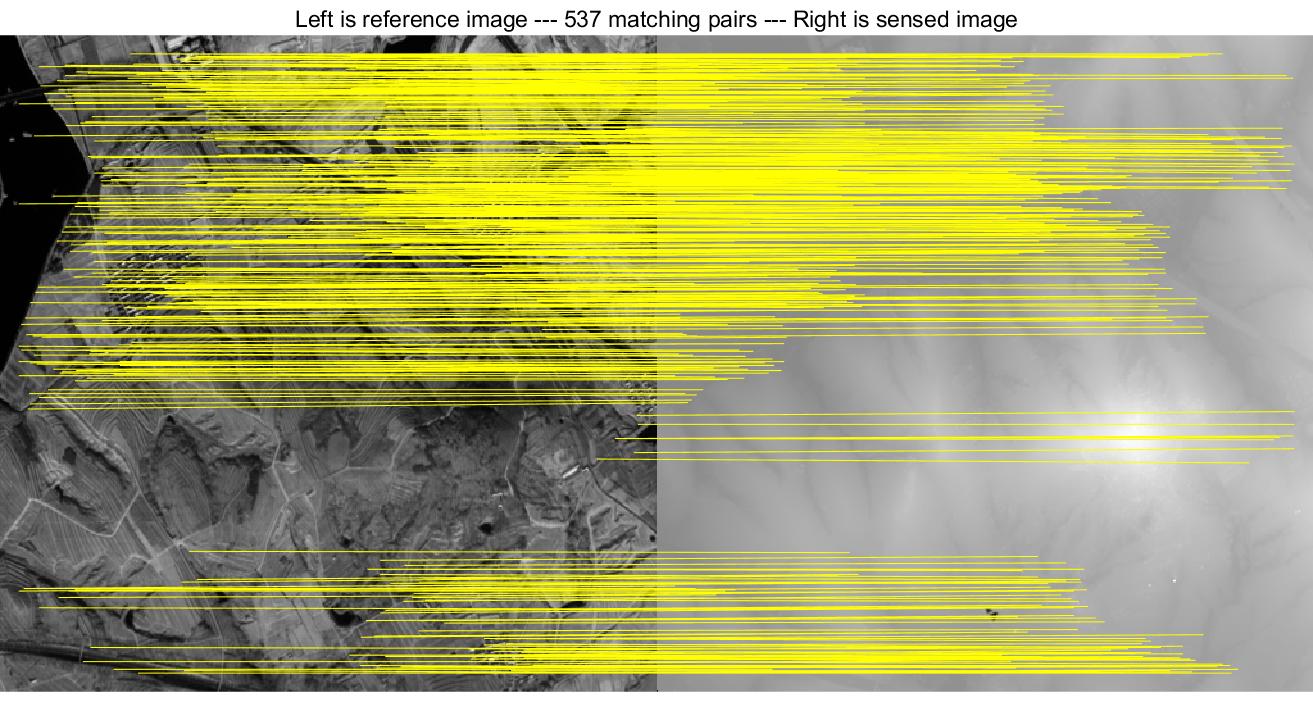 Left is reference image --- 537 matching pairs --- Right is sensed image